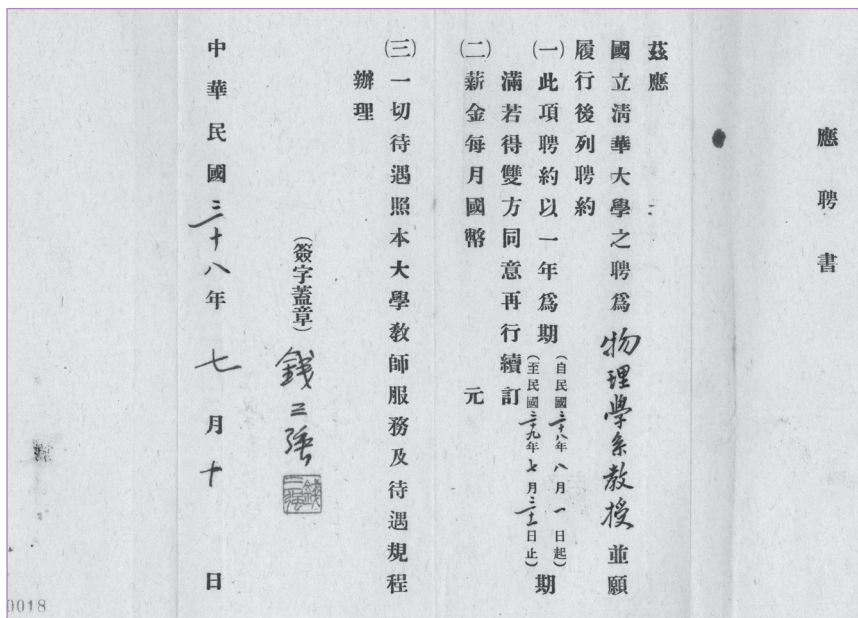 應聘書
茲應
國立清華大學之聘爲物理學系教授並願
履行後列聘約
(一)此項聘約以一年爲期(自民國三十八年八月一日起)(至民國三十九年七月三十一日止)期
滿若得雙方同意再行續訂
(二)薪金每月國幣 元
(三)一切待遇照本大學教師服務及待遇規程
辦理
(簽字蓋章)錢三強
錢三強
中華民國三十八年七月十日
0018